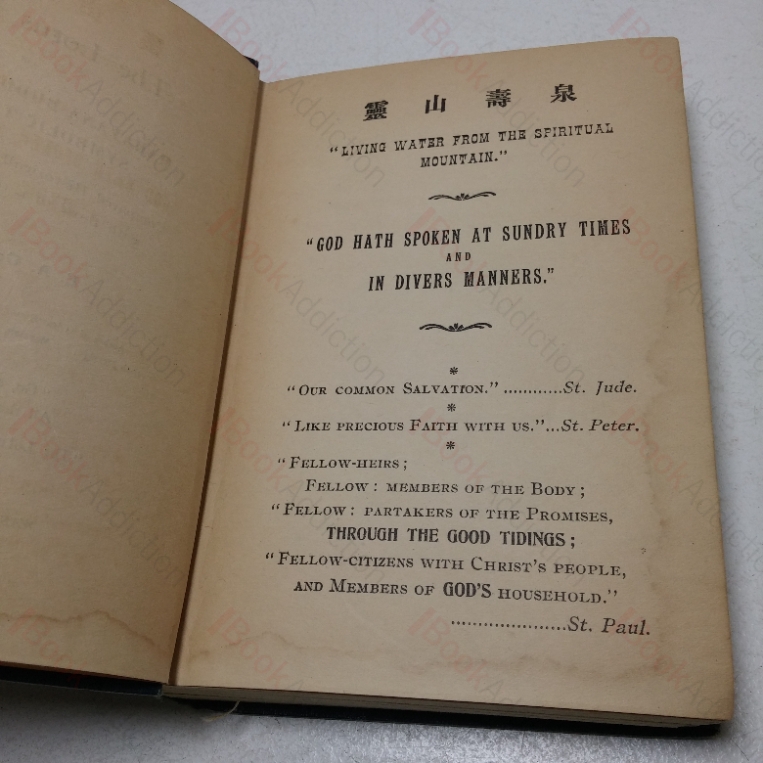 靈山壽泉
"LIVING WATER FROM THE SPIRITUAL
MOUNTAIN."
"GOD HATH SPOKEN AT SUNDRY TIMES
AND
IN DIVERS MANNERS."
*
"OUR COMMON SALVATION." ............St. Jude.
*
"LIKE PRECIOUS FAITH WITH US."...St. Peter.
*
"FELLOW-HEIRS;
FELLOW: MEMBERS OF THE BODY;
"FELLOW: PARTAKERS OF THE PROMISES,
THROUGH THE GOOD TIDINGS;
"FELLOW-CITIZENS WITH CHRIST'S PEOPLE,
AND MEMBERS OF GOD'S HOUSEHOLD."
.....................St. Paul.
BookAddiction